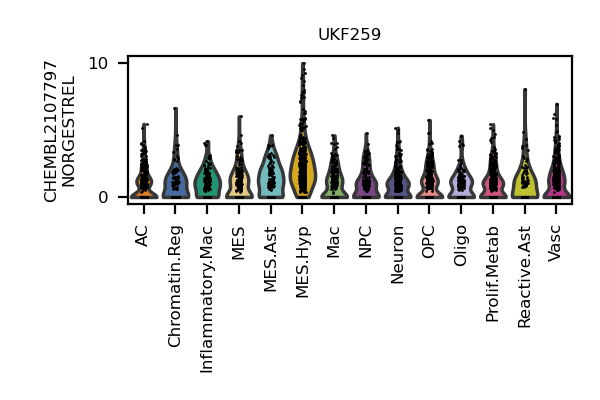 UKF259
CHEMBL2107797
NORGESTREL
10
0
AC
Chromatin.Reg
Inflammatory.Mac
MES
MES.Ast
MES.Hyp
Mac
NPC
Neuron
OPC
Oligo
Prolif.Metab
Reactive.Ast
Vasc